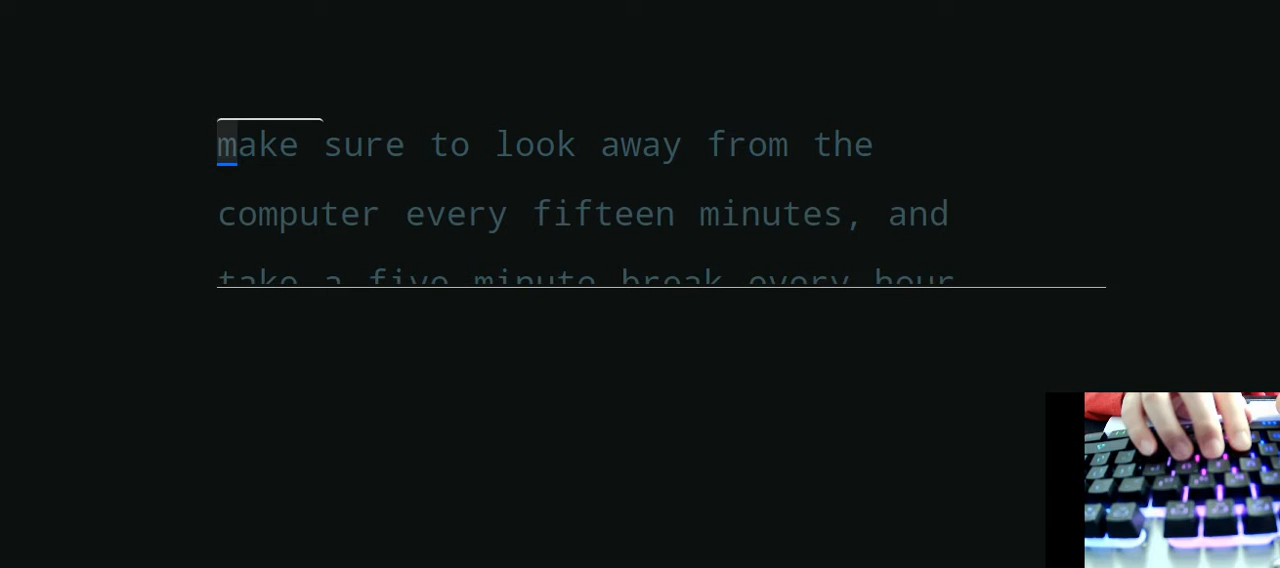 make sure to look away from the
computer every fifteen minutes, and
take a five minute break every hour